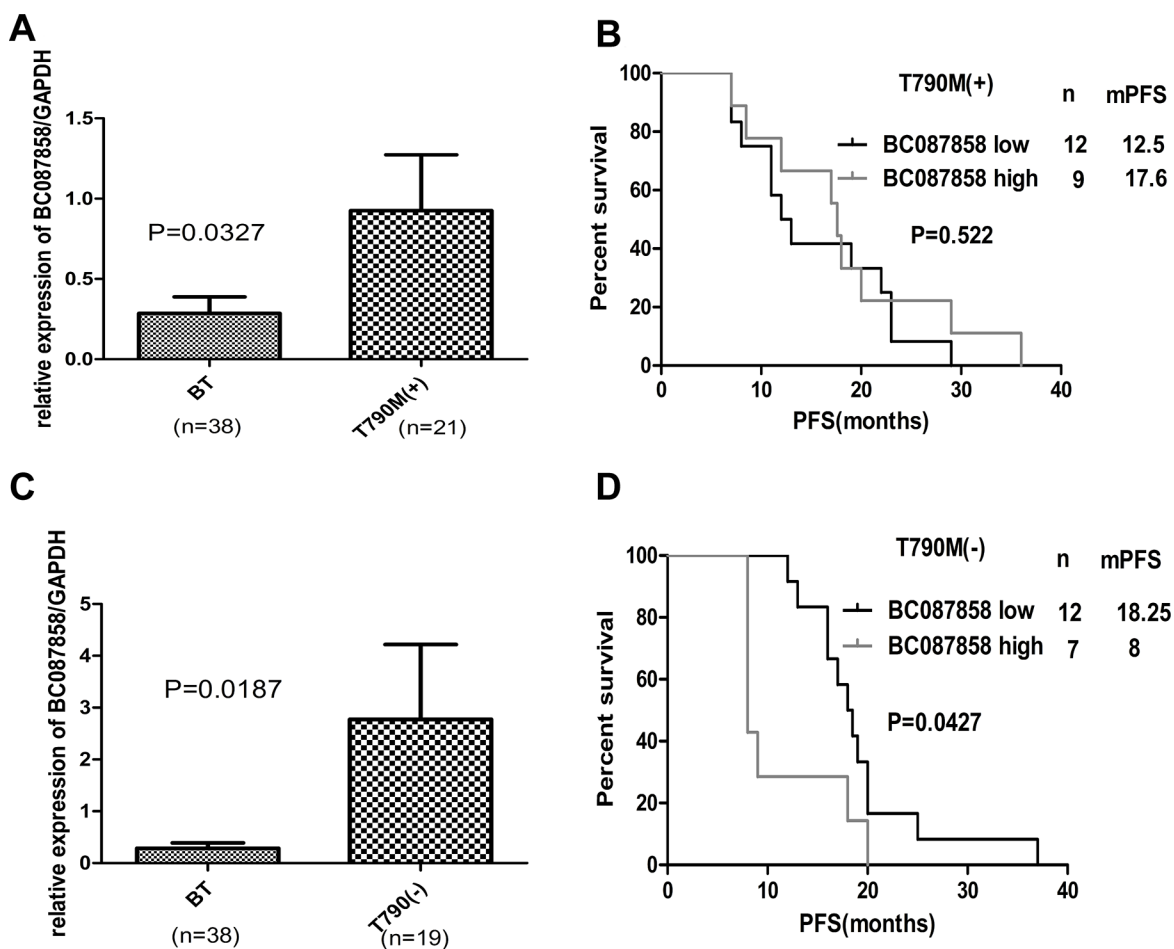 A
relative expression of BC087858/GAPDH
1.5
1.0
0.5
0.0
P=0.0327
BT
T790M(+)
(n=38)
(n=21)
B
Percent survival
100
80
60
40
20
0
T790M(+)
n mPFS
BC087858 low 12 12.5
BC087858 high 9 17.6
P=0.522
0 10 20 30 40
PFS(months)
C
relative expression of BC087858/GAPDH
5
4
3
2
1
0
P=0.0187
BT
T790(-)
(n=38)
(n=19)
D
Percent survival
100
80
60
40
20
0
T790M(-)
n mPFS
BC087858 low 12 18.25
BC087858 high 7 8
P=0.0427
0 10 20 30 40
PFS(months)